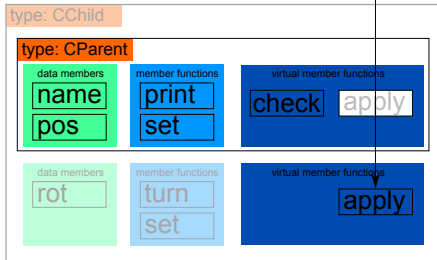 type: CChild
type: CParent
data members member functions virtual member functions
name print check apply
pos set
data members member functions virtual member functions
rot turn apply
set